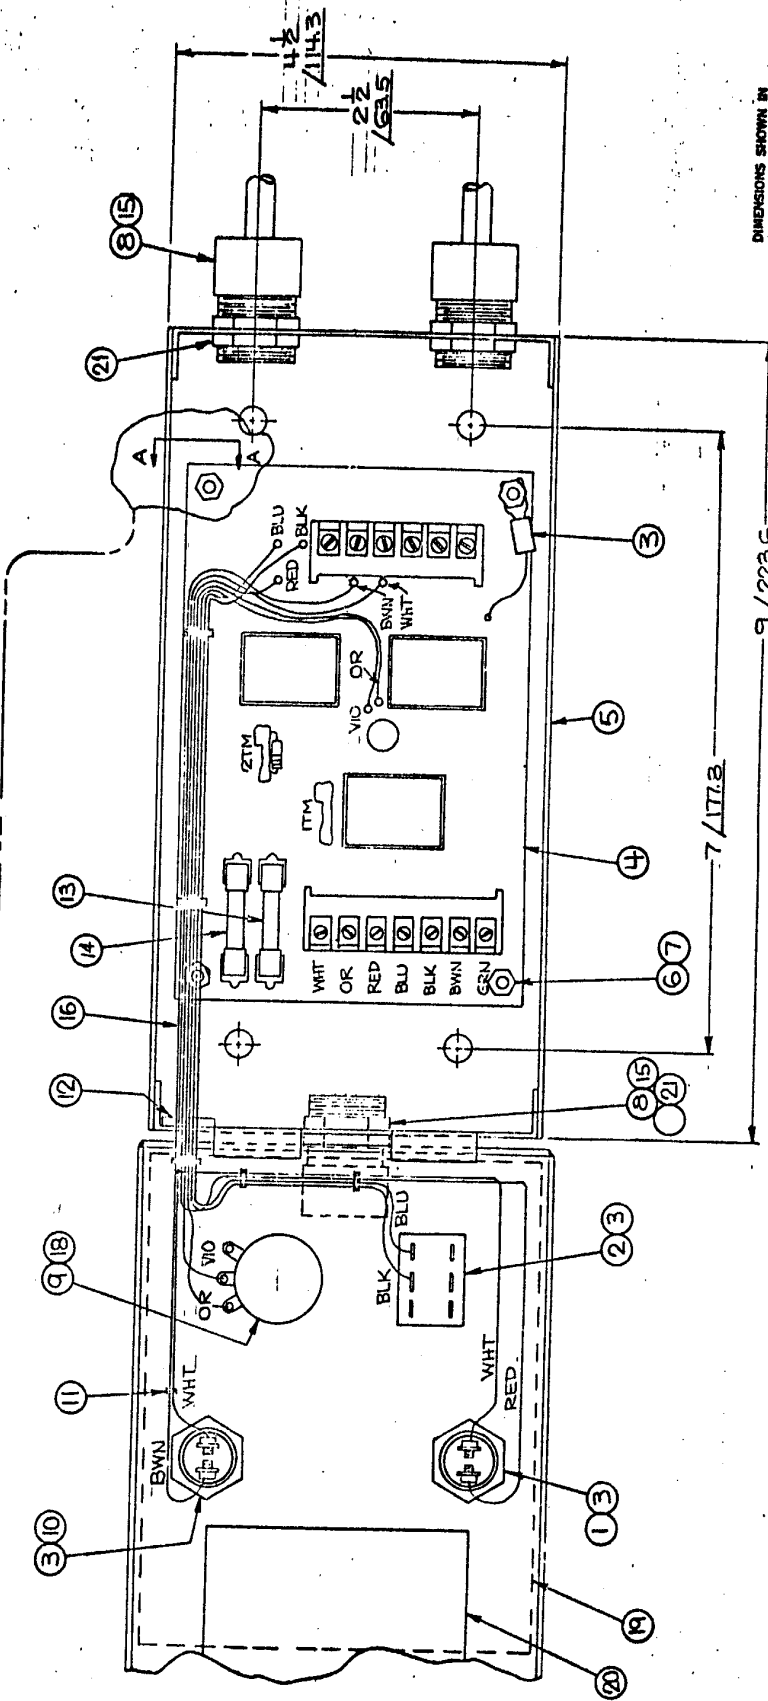 4 1/2
/114.3
2 1/2
/63.5
DIMENSIONS SHOWN IN
8 15
21
A
A
BLU
BLK
RED
BWN
WHT
OR
VIO
3
2TM
1TM
5
13
14
4
WHT
OR
RED
BLU
BLK
BWN
GRN
6 7
7/177.8
16
12
8 15
21
BLU
BLK
2 3
9 18
VIO
OR
11
WHT
BWN
WHT
RED
3 10
1 3
19
20